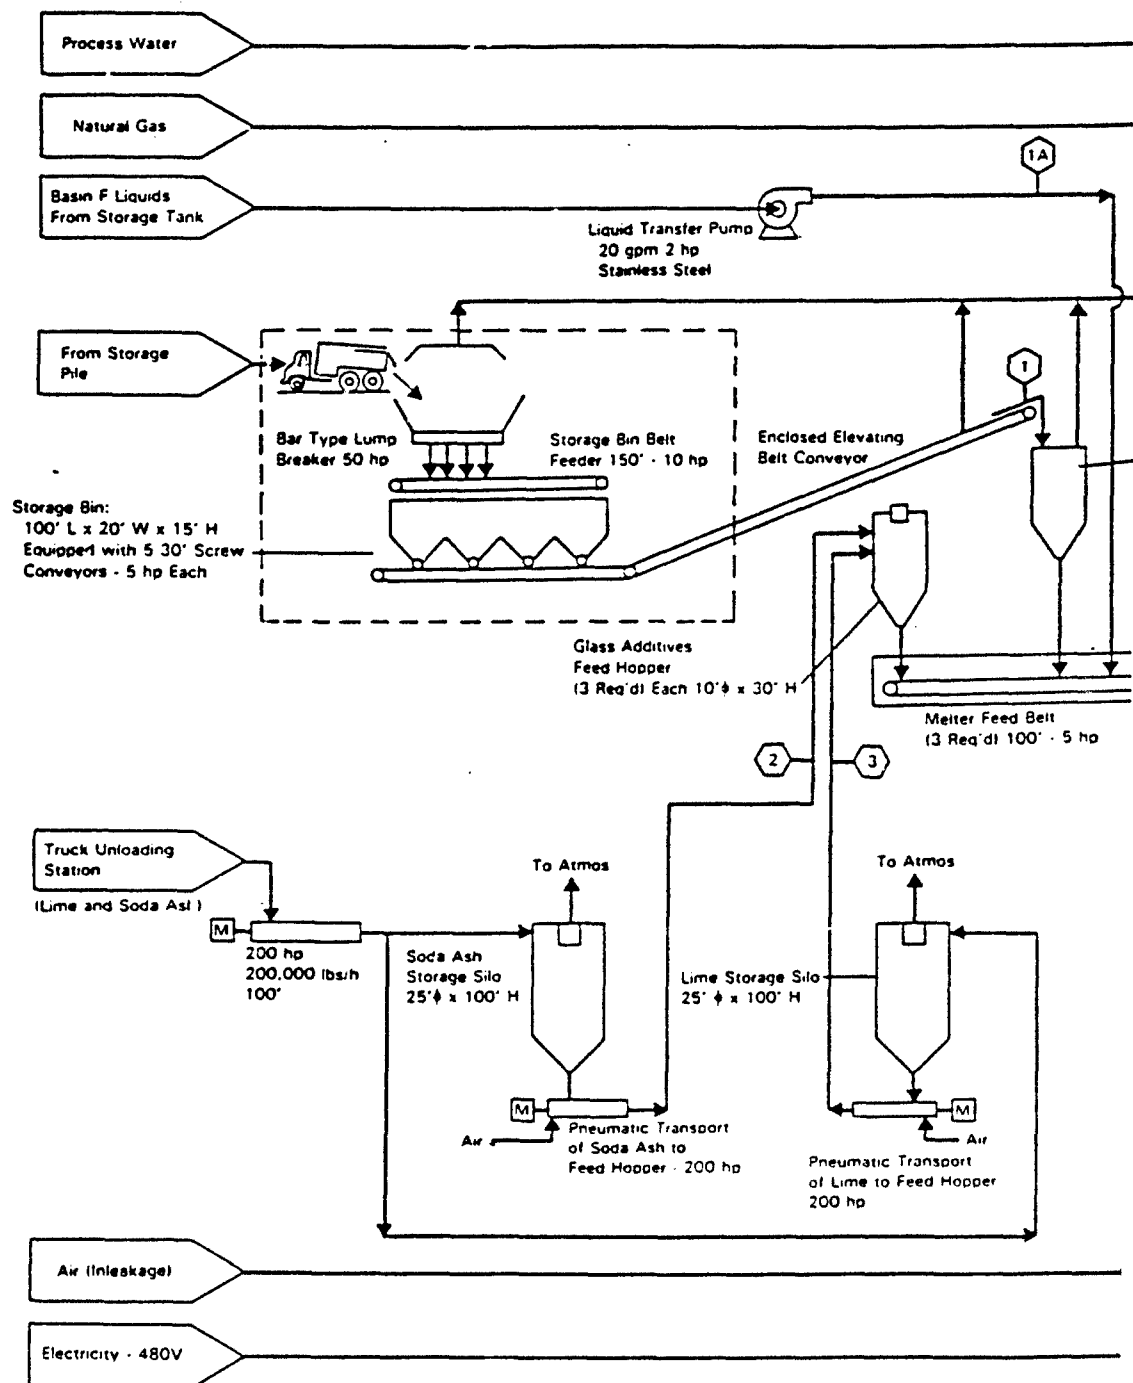 Process Water
Natural Gas
1A
Basin F Liquids
From Storage Tank
Liquid Transfer Pump
20 gpm 2 hp
Stainless Steel
From Storage
Pile
1
Bar Type Lump
Breaker 50 hp
Storage Bin Belt
Feeder 150' - 10 hp
Enclosed Elevating
Belt Conveyor
Storage Bin:
100' L x 20' W x 15' H
Equipped with 5 30' Screw
Conveyors - 5 hp Each
Glass Additives
Feed Hopper
(3 Req'd) Each 10'ϕ x 30' H
Melter Feed Belt
(3 Req'd) 100' - 5 hp
2
3
Truck Unloading
Station
(Lime and Soda Ash)
M
200 hp
200,000 lbs/h
100'
To Atmos
Soda Ash
Storage Silo
25'ϕ x 100' H
To Atmos
Lime Storage Silo
25' ϕ x 100' H
M
Air
Pneumatic Transport
of Soda Ash to
Feed Hopper - 200 hp
M
Air
Pneumatic Transport
of Lime to Feed Hopper
200 hp
Air (Inleakage)
Electricity - 480V